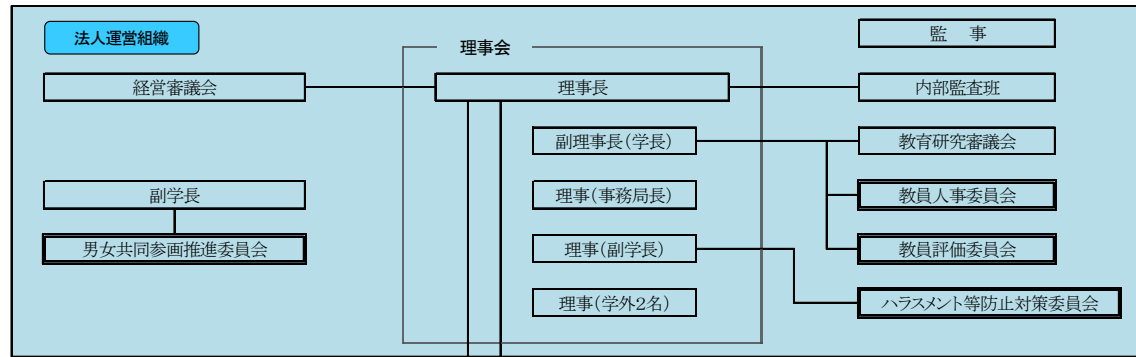 法人運営組織
理事会
監　事
経営審議会
理事長
内部監査班
副理事長(学長)
教育研究審議会
副学長
理事(事務局長)
教員人事委員会
男女共同参画推進委員会
理事(副学長)
教員評価委員会
理事(学外2名)
ハラスメント等防止対策委員会